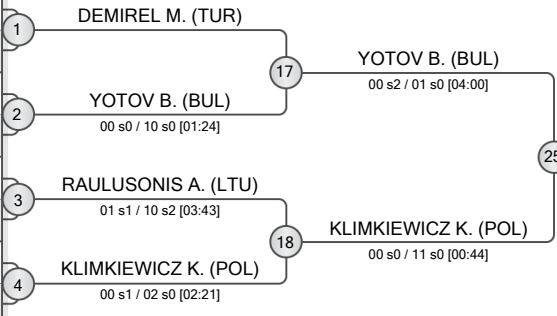 1
DEMIREL M. (TUR)
17
YOTOV B. (BUL)
00 s2 / 01 s0 [04:00]
2
YOTOV B. (BUL)
00 s0 / 10 s0 [01:24]
25
3
RAULUSONIS A. (LTU)
01 s1 / 10 s2 [03:43]
18
KLIMKIEWICZ K. (POL)
00 s0 / 11 s0 [00:44]
4
KLIMKIEWICZ K. (POL)
00 s1 / 02 s0 [02:21]